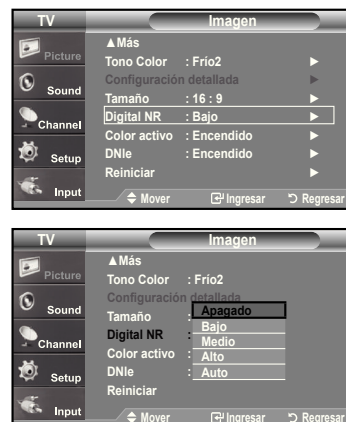 TV Imagen
▲Más
Picture
Tono Color : Frío2 ►
Configuración detallada ►
Sound
Tamaño : 16 : 9 ►
Channel
Digital NR : Bajo ►
Color activo : Encendido ►
Setup
DNIe : Encendido ►
Reiniciar ►
Input
Mover Ingresar Regresar
TV Imagen
▲Más
Picture
Tono Color : Frío2
Configuración detallada
Sound
Tamaño : Apagado
Digital NR : Bajo
Medio
Channel
Color activo : Alto
DNIe : Auto
Setup
Reiniciar
Input
Mover Ingresar Regresar